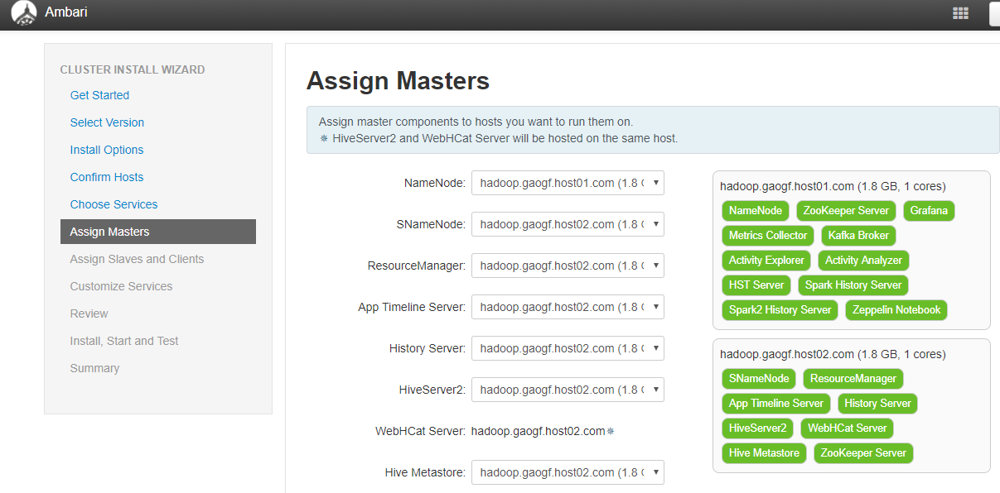 Ambari
CLUSTER INSTALL WIZARD
Get Started
Select Version
Install Options
Confirm Hosts
Choose Services
Assign Masters
Assign Slaves and Clients
Customize Services
Review
Install, Start and Test
Summary
Assign Masters
Assign master components to hosts you want to run them on.
✵ HiveServer2 and WebHCat Server will be hosted on the same host.
NameNode: hadoop.gaogf.host01.com (1.8 G
SNameNode: hadoop.gaogf.host02.com (1.8 G
ResourceManager: hadoop.gaogf.host02.com (1.8 G
App Timeline Server: hadoop.gaogf.host02.com (1.8 G
History Server: hadoop.gaogf.host02.com (1.8 G
HiveServer2: hadoop.gaogf.host02.com (1.8 G
WebHCat Server: hadoop.gaogf.host02.com✵
Hive Metastore: hadoop.gaogf.host02.com (1.8 G
hadoop.gaogf.host01.com (1.8 GB, 1 cores)
NameNode ZooKeeper Server Grafana
Metrics Collector Kafka Broker
Activity Explorer Activity Analyzer
HST Server Spark History Server
Spark2 History Server Zeppelin Notebook
hadoop.gaogf.host02.com (1.8 GB, 1 cores)
SNameNode ResourceManager
App Timeline Server History Server
HiveServer2 WebHCat Server
Hive Metastore ZooKeeper Server